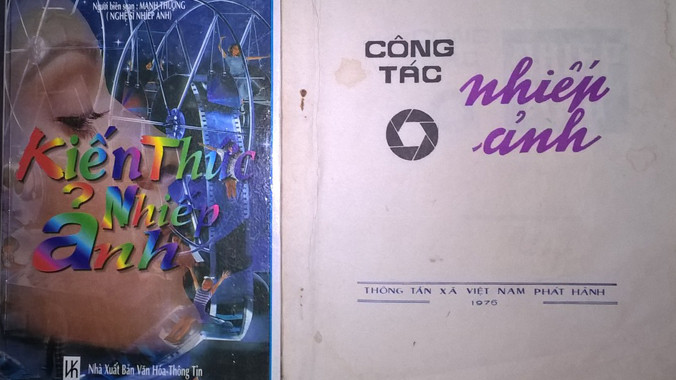 Người biên soạn : MẠNH THƯỜNG
( NGHỆ SĨ NHIẾP ẢNH )
Kiến Thức
Nhiếp
ảnh
Nhà Xuất Bản Văn Hóa-Thông Tin
CÔNG
TÁC
nhiếp
ảnh
THÔNG TẤN XÃ VIỆT NAM PHÁT HÀNH
1976